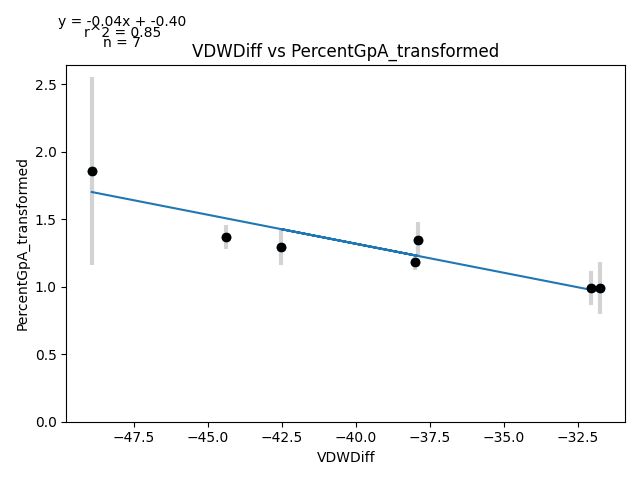 y = -0.04x + -0.40
r^2 = 0.85
n = 7
VDWDiff vs PercentGpA_transformed
PercentGpA_transformed
2.5
2.0
1.5
1.0
0.5
0.0
−47.5 −45.0 −42.5 −40.0 −37.5 −35.0 −32.5
VDWDiff